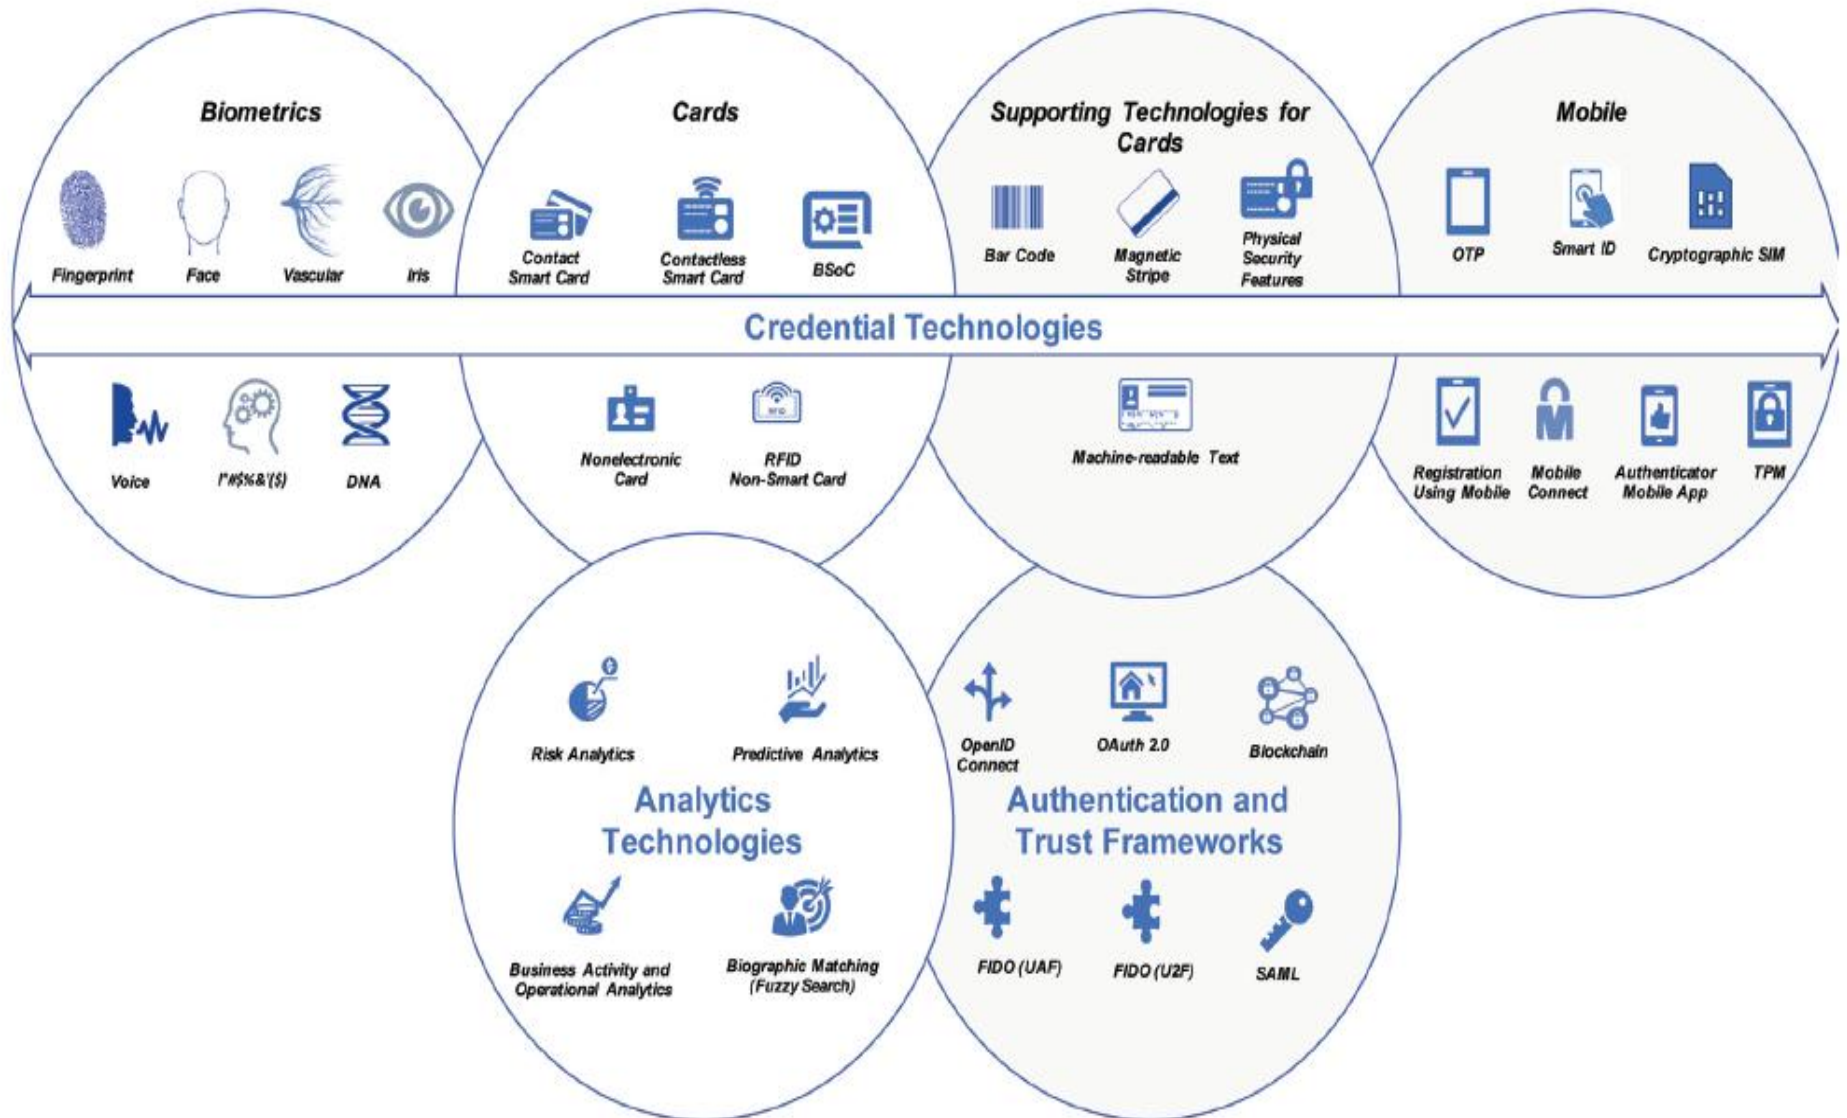 Biometrics
Cards
Supporting Technologies for
Cards
Mobile
Fingerprint
Face
Vascular
Iris
Contact
Smart Card
Contactless
Smart Card
BSoC
Bar Code
Magnetic
Stripe
Physical
Security
Features
OTP
Smart ID
Cryptographic SIM
Credential Technologies
Voice
!"#$%&'($)
DNA
Nonelectronic
Card
RFID
RFID
Non-Smart Card
Machine-readable Text
Registration
Using Mobile
Mobile
Connect
Authenticator
Mobile App
TPM
Risk Analytics
Predictive Analytics
Analytics
Technologies
Business Activity and
Operational Analytics
Biographic Matching
(Fuzzy Search)
OpenID
Connect
OAuth 2.0
Blockchain
Authentication and
Trust Frameworks
FIDO (UAF)
FIDO (U2F)
SAML